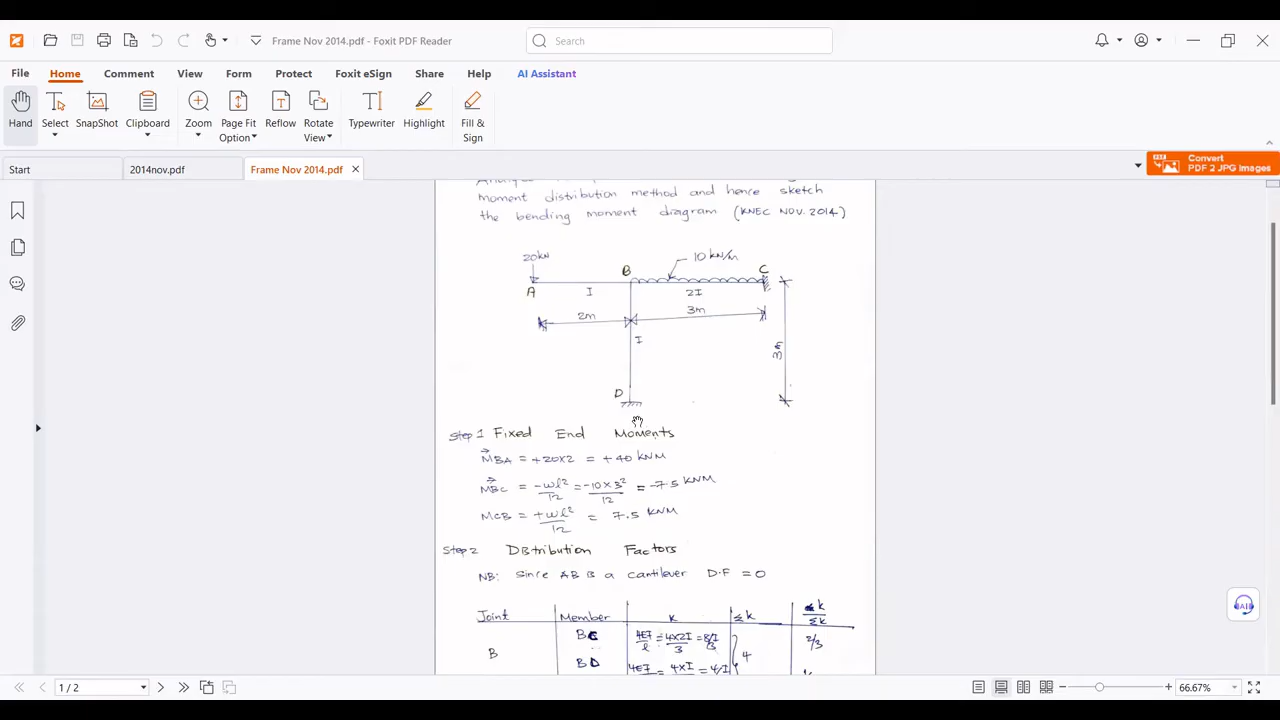 Frame Nov 2014.pdf - Foxit PDF Reader
Search
File Home Comment View Form Protect Foxit eSign Share Help AI Assistant
Hand Select SnapShot Clipboard Zoom Page Fit Option Reflow Rotate View Typewriter Highlight Fill & Sign
Start 2014nov.pdf Frame Nov 2014.pdf
Convert
PDF 2 JPG Images
moment distribution method and hence sketch
the bending moment diagram (KNEC NOV. 2014)
20kN B 10 kN/m C
A I 2I
2m 3m
I
3m
D
Step 1 Fixed End Moments
MBA = +20x2 = +40 KNM
MBC = -wl²/12 = -10 x 3²/12 = -7.5 KNM
MCB = +wl²/12 = 7.5 KNM
Step 2 Distribution Factors
NB: Since AB is a cantilever D.F = 0
Joint Member K ΣK K/ΣK
BC 4EI/l = 4x2I/3 = 8/3I 2/3
B 4
BD 4EI = 4xI = 4/I
1 / 2
66.67%